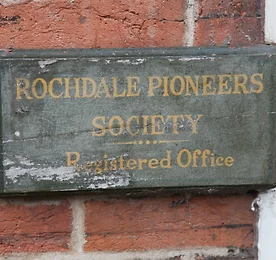 ROCHDALE PIONEERS
SOCIETY
Registered Office